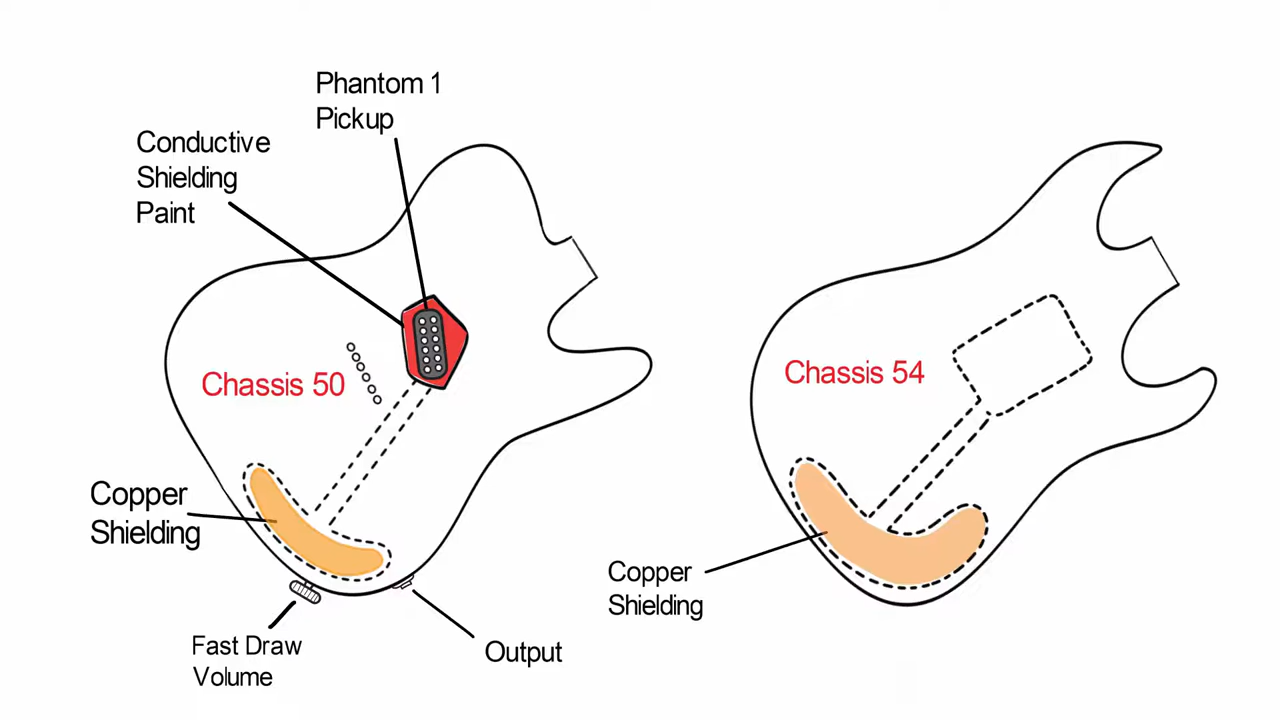 Phantom 1
Pickup
Conductive
Shielding
Paint
Chassis 50
Chassis 54
Copper
Shielding
Copper
Shielding
Fast Draw
Volume
Output